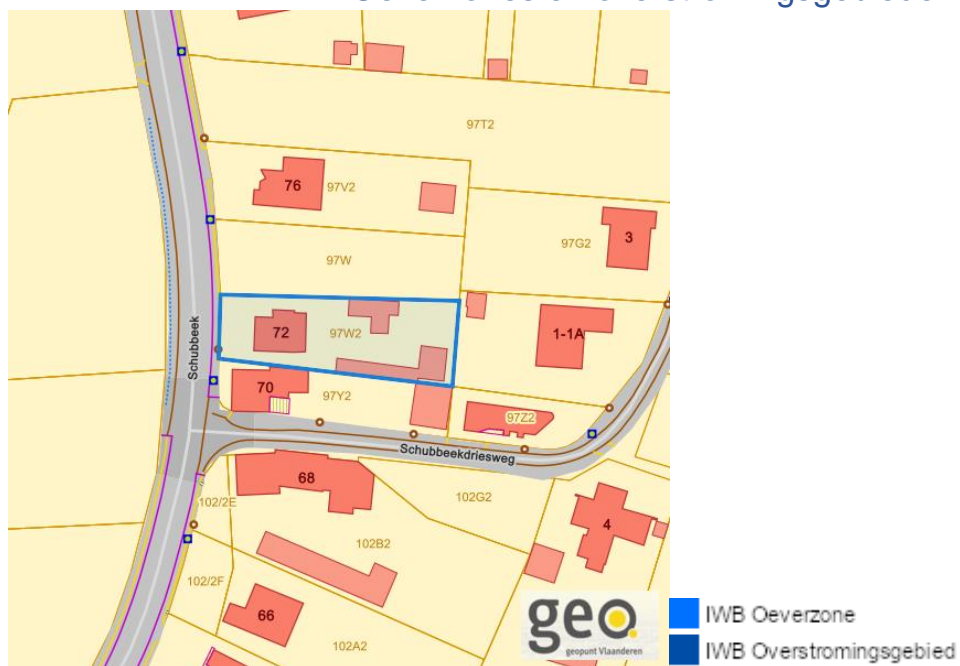 97T2
76
97V2
97G2
3
97W
72
97W2
1-1A
Schubbeek
70
97Y2
97Z2
Schubbeekdriesweg
68
102G2
102/2E
4
102B2
102/2F
66
102A2
geo
geopunt Vlaanderen
IWB Oeverzone
IWB Overstromingsgebied